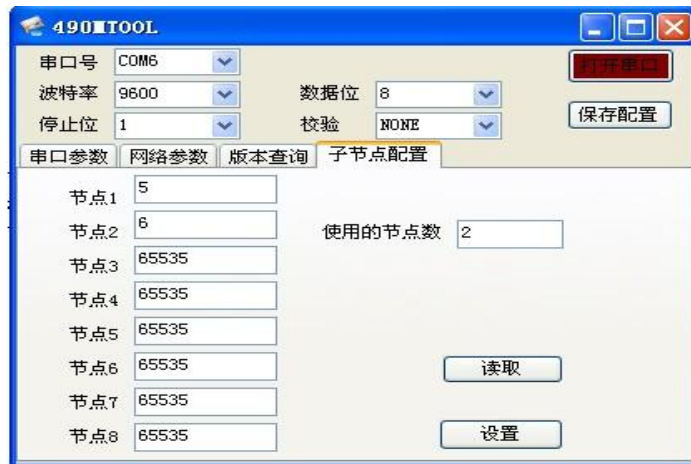 490MTOOL
串口号 COM6 打开串口
波特率 9600 数据位 8
停止位 1 校验 NONE 保存配置
串口参数 网络参数 版本查询 子节点配置
节点1 5
节点2 6 使用的节点数 2
节点3 65535
节点4 65535
节点5 65535
节点6 65535 读取
节点7 65535
节点8 65535 设置